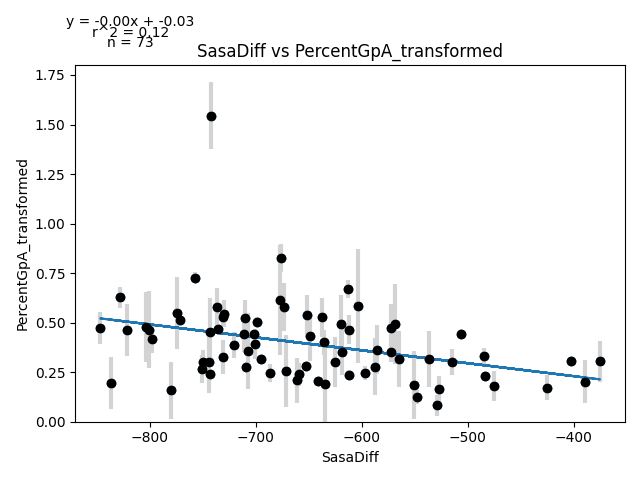 y = -0.00x + -0.03
r^2 = 0.12
n = 73
SasaDiff vs PercentGpA_transformed
PercentGpA_transformed
1.75
1.50
1.25
1.00
0.75
0.50
0.25
0.00
−800
−700
−600
−500
−400
SasaDiff